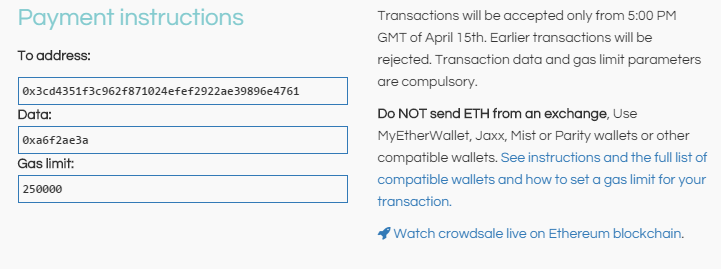 Payment instructions
To address:
0x3cd4351f3c962f871024efef2922ae39896e4761
Data:
0xa6f2ae3a
Gas limit:
250000
Transactions will be accepted only from 5:00 PM
GMT of April 15th. Earlier transactions will be
rejected. Transaction data and gas limit parameters
are compulsory.
Do NOT send ETH from an exchange, Use
MyEtherWallet, Jaxx, Mist or Parity wallets or other
compatible wallets. See instructions and the full list of
compatible wallets and how to set a gas limit for your
transaction.
Watch crowdsale live on Ethereum blockchain.